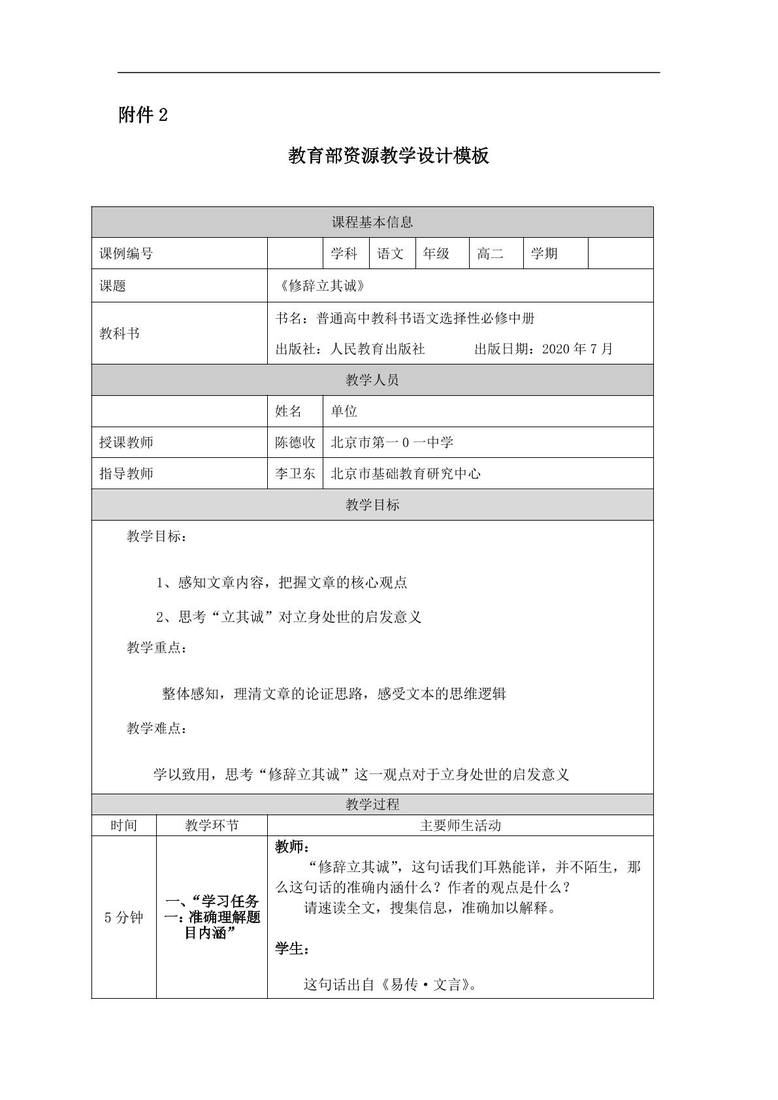 附件 2
教育部资源教学设计模板
课程基本信息
课例编号 学科 语文 年级 高二 学期
课题 《修辞立其诚》
教科书 书名：普通高中教科书语文选择性必修中册
出版社：人民教育出版社 出版日期：2020 年 7 月
教学人员
姓名 单位
授课教师 陈德收 北京市第一 0 一中学
指导教师 李卫东 北京市基础教育研究中心
教学目标
教学目标：
1、感知文章内容，把握文章的核心观点
2、思考“立其诚”对立身处世的启发意义
教学重点：
整体感知，理清文章的论证思路，感受文本的思维逻辑
教学难点：
学以致用，思考“修辞立其诚”这一观点对于立身处世的启发意义
教学过程
时间 教学环节 主要师生活动
5 分钟
一、“学习任务
一：准确理解题
目内涵”
教师：
“修辞立其诚”，这句话我们耳熟能详，并不陌生，那
么这句话的准确内涵什么？作者的观点是什么？
请速读全文，搜集信息，准确加以解释。
学生：
这句话出自《易传·文言》。